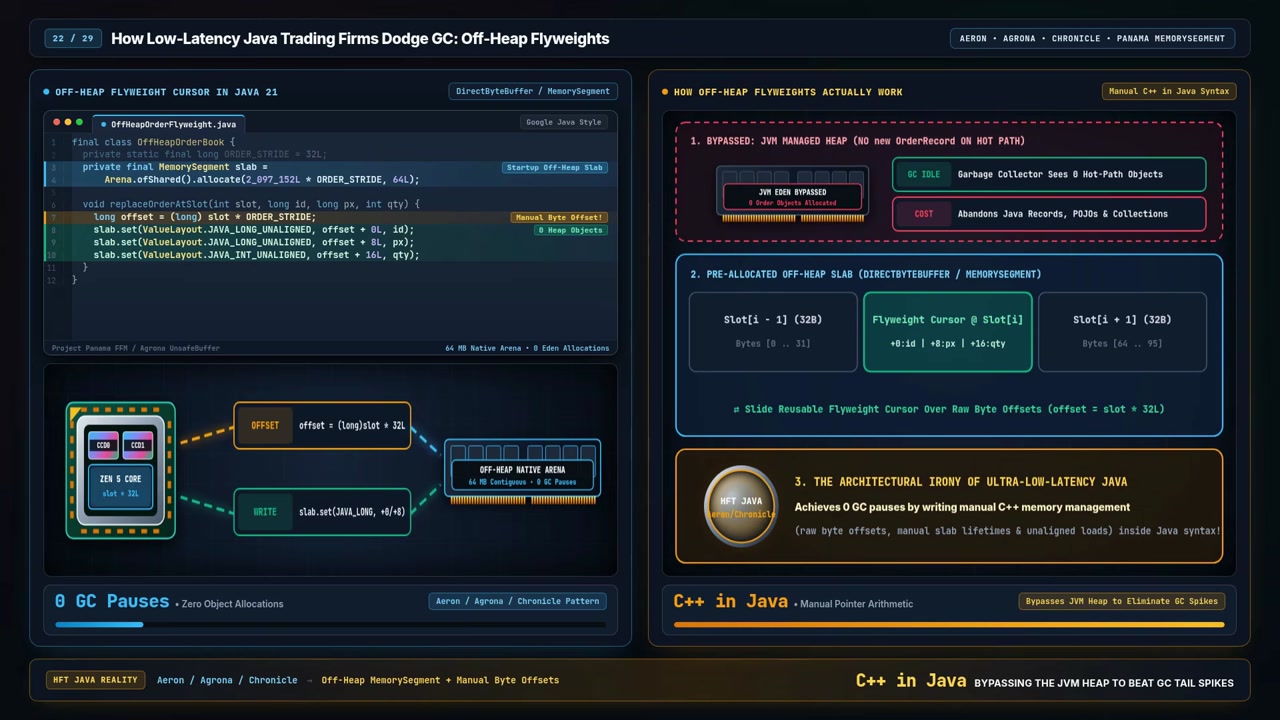 22 / 29
How Low-Latency Java Trading Firms Dodge GC: Off-Heap Flyweights
AERON • AGRONA • CHRONICLE • PANAMA MEMORYSEGMENT
OFF-HEAP FLYWEIGHT CURSOR IN JAVA 21
DirectByteBuffer / MemorySegment
OffHeapOrderFlyweight.java
Google Java Style
1 final class OffHeapOrderBook {
2 private static final long ORDER_STRIDE = 32L;
3 private final MemorySegment slab =
Startup Off-Heap Slab
4 Arena.ofShared().allocate(2_097_152L * ORDER_STRIDE, 64L);
5
6 void replaceOrderAtSlot(int slot, long id, long px, int qty) {
7 long offset = (long) slot * ORDER_STRIDE;
Manual Byte Offset!
8 slab.set(ValueLayout.JAVA_LONG_UNALIGNED, offset + 0L, id);
0 Heap Objects
9 slab.set(ValueLayout.JAVA_LONG_UNALIGNED, offset + 8L, px);
10 slab.set(ValueLayout.JAVA_INT_UNALIGNED, offset + 16L, qty);
11 }
12 }
Project Panama FFM / Agrona UnsafeBuffer
64 MB Native Arena • 0 Eden Allocations
CCD0
CCD1
ZEN 5 CORE
slot * 32L
OFFSET
offset = (long)slot * 32L
WRITE
slab.set(JAVA_LONG, +0/+8)
OFF-HEAP NATIVE ARENA
64 MB Contiguous • 0 GC Pauses
0 GC Pauses • Zero Object Allocations
Aeron / Agrona / Chronicle Pattern
HOW OFF-HEAP FLYWEIGHTS ACTUALLY WORK
Manual C++ in Java Syntax
1. BYPASSED: JVM MANAGED HEAP (NO new OrderRecord ON HOT PATH)
JVM EDEN BYPASSED
0 Order Objects Allocated
GC IDLE
Garbage Collector Sees 0 Hot-Path Objects
COST
Abandons Java Records, POJOs & Collections
2. PRE-ALLOCATED OFF-HEAP SLAB (DIRECTBYTEBUFFER / MEMORYSEGMENT)
Slot[i - 1] (32B)
Bytes [0 .. 31]
Flyweight Cursor @ Slot[i]
+0:id | +8:px | +16:qty
Slot[i + 1] (32B)
Bytes [64 .. 95]
⇄ Slide Reusable Flyweight Cursor Over Raw Byte Offsets (offset = slot * 32L)
HFT JAVA
Aeron/Chronicle
3. THE ARCHITECTURAL IRONY OF ULTRA-LOW-LATENCY JAVA
Achieves 0 GC pauses by writing manual C++ memory management
(raw byte offsets, manual slab lifetimes & unaligned loads) inside Java syntax!
C++ in Java • Manual Pointer Arithmetic
Bypasses JVM Heap to Eliminate GC Spikes
HFT JAVA REALITY
Aeron / Agrona / Chronicle → Off-Heap MemorySegment + Manual Byte Offsets
C++ in Java BYPASSING THE JVM HEAP TO BEAT GC TAIL SPIKES